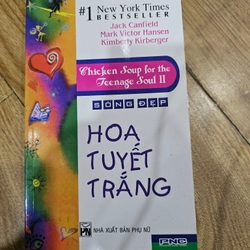 #1 New York Times
BESTSELLER
Jack Canfield
Mark Victor Hansen
Kimberly Kirberger
Chicken Soup for the
Teenage Soul II
SỐNG ĐẸP
HOA
TUYẾT
TRẮNG
NHÀ XUẤT BẢN PHỤ NỮ
PNC